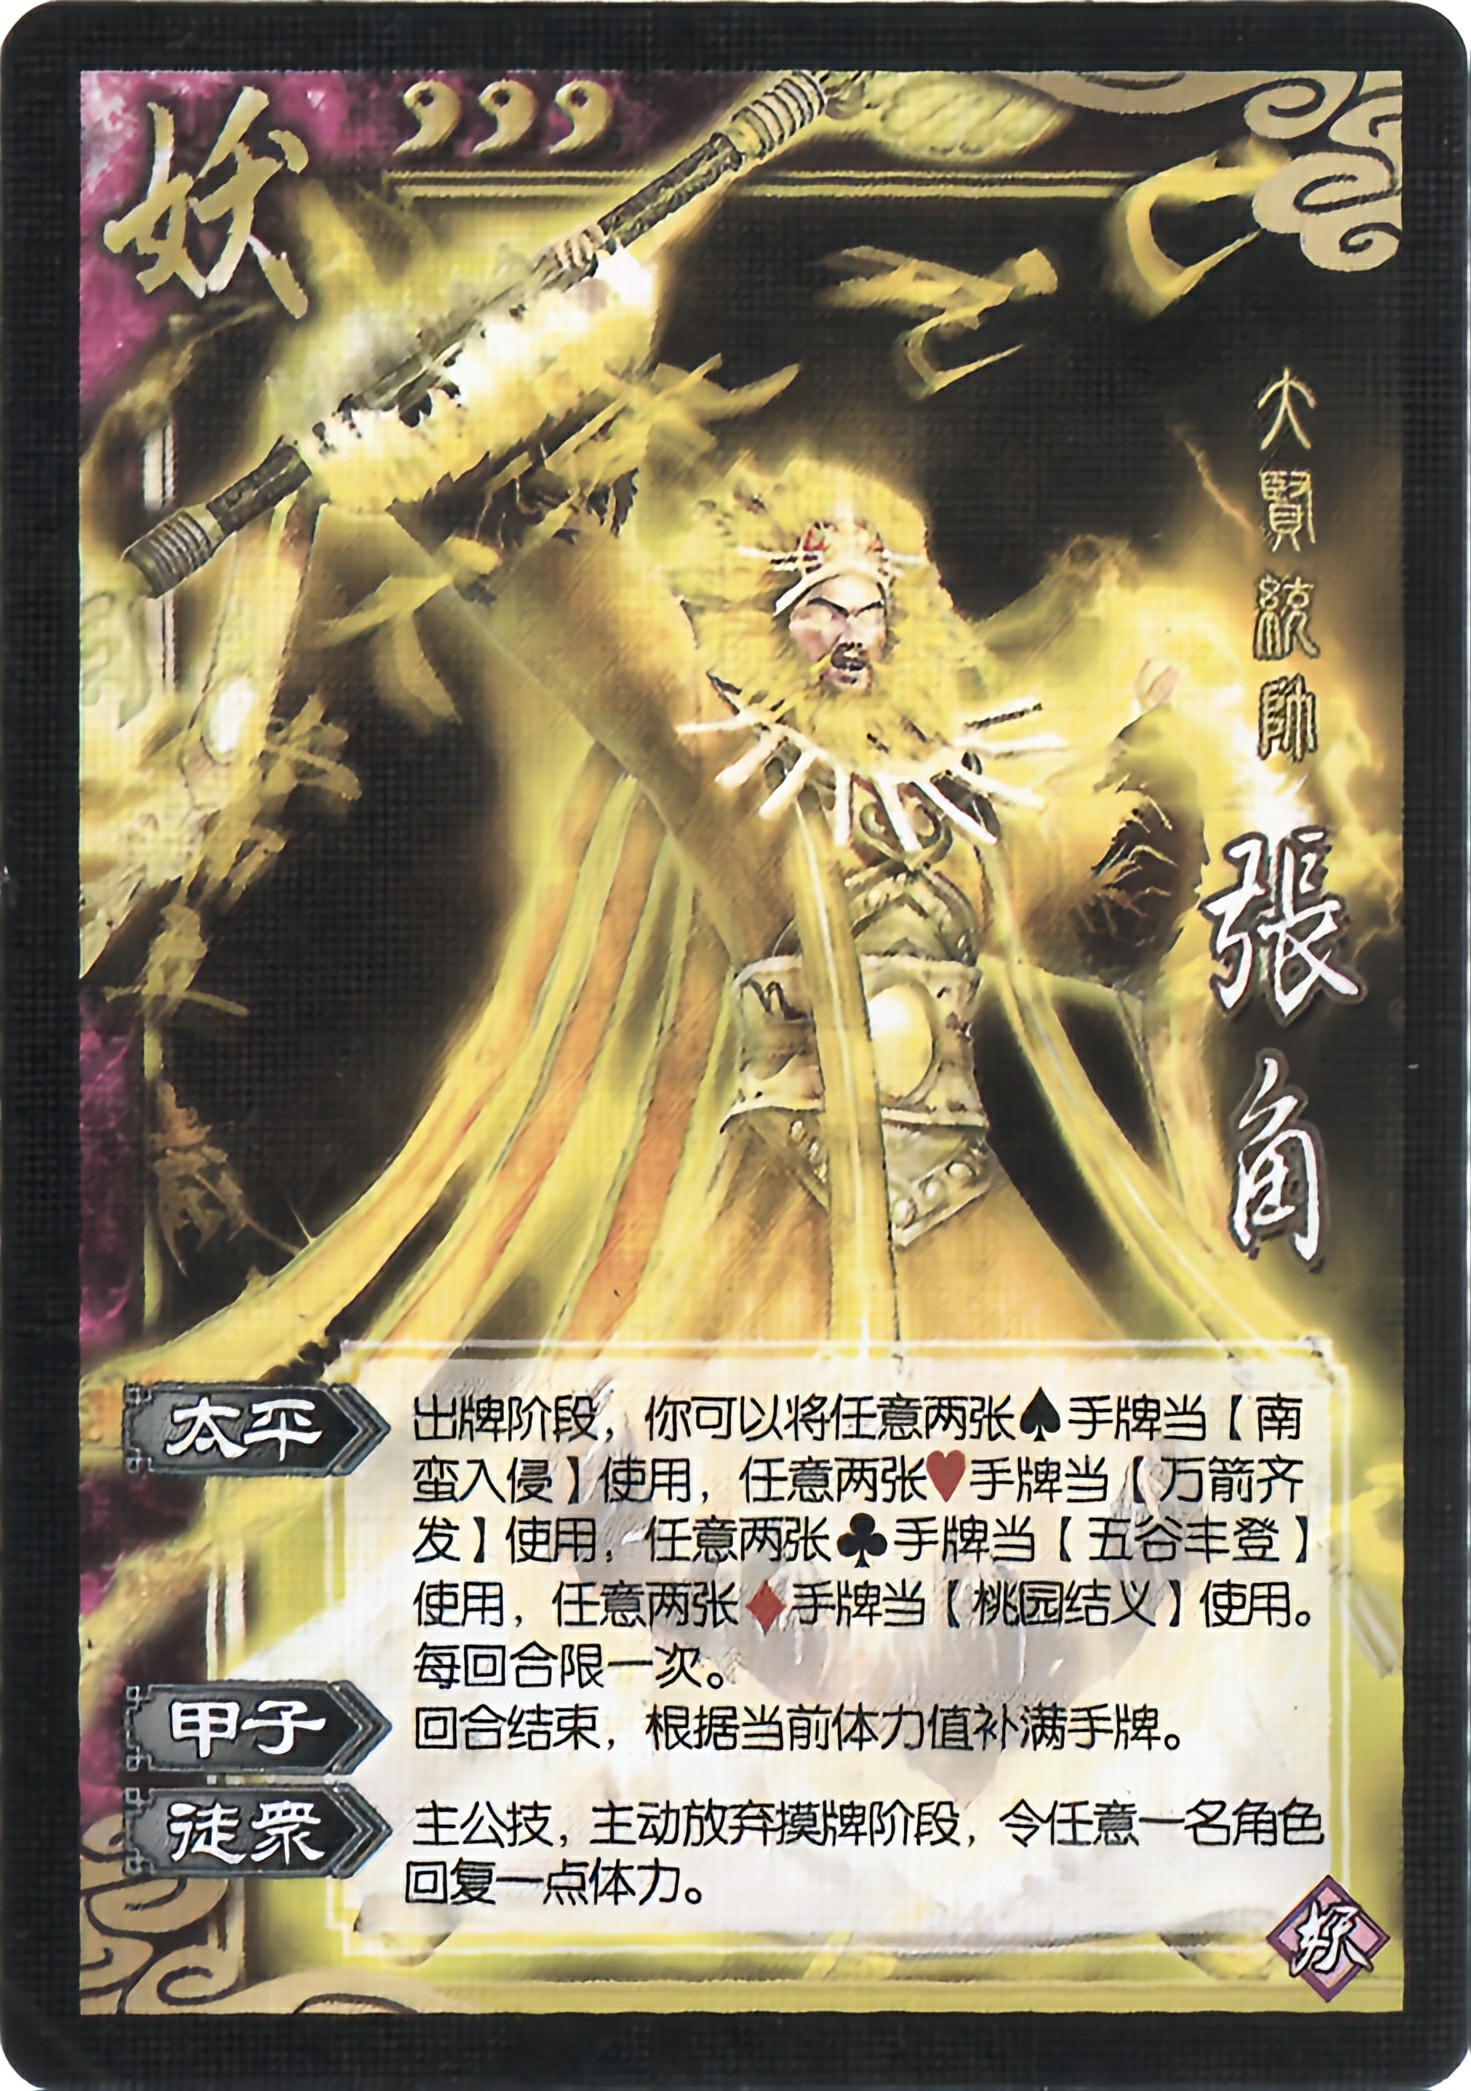 妖
大賢統帥
張角
太平
出牌阶段，你可以将任意两张♠手牌当【南
蛮入侵】使用，任意两张♥手牌当【万箭齐
发】使用，任意两张♣手牌当【五谷丰登】
使用，任意两张♦手牌当【桃园结义】使用。
每回合限一次。
甲子
回合结束，根据当前体力值补满手牌。
徒眾
主公技，主动放弃摸牌阶段，令任意一名角色
回复一点体力。
妖